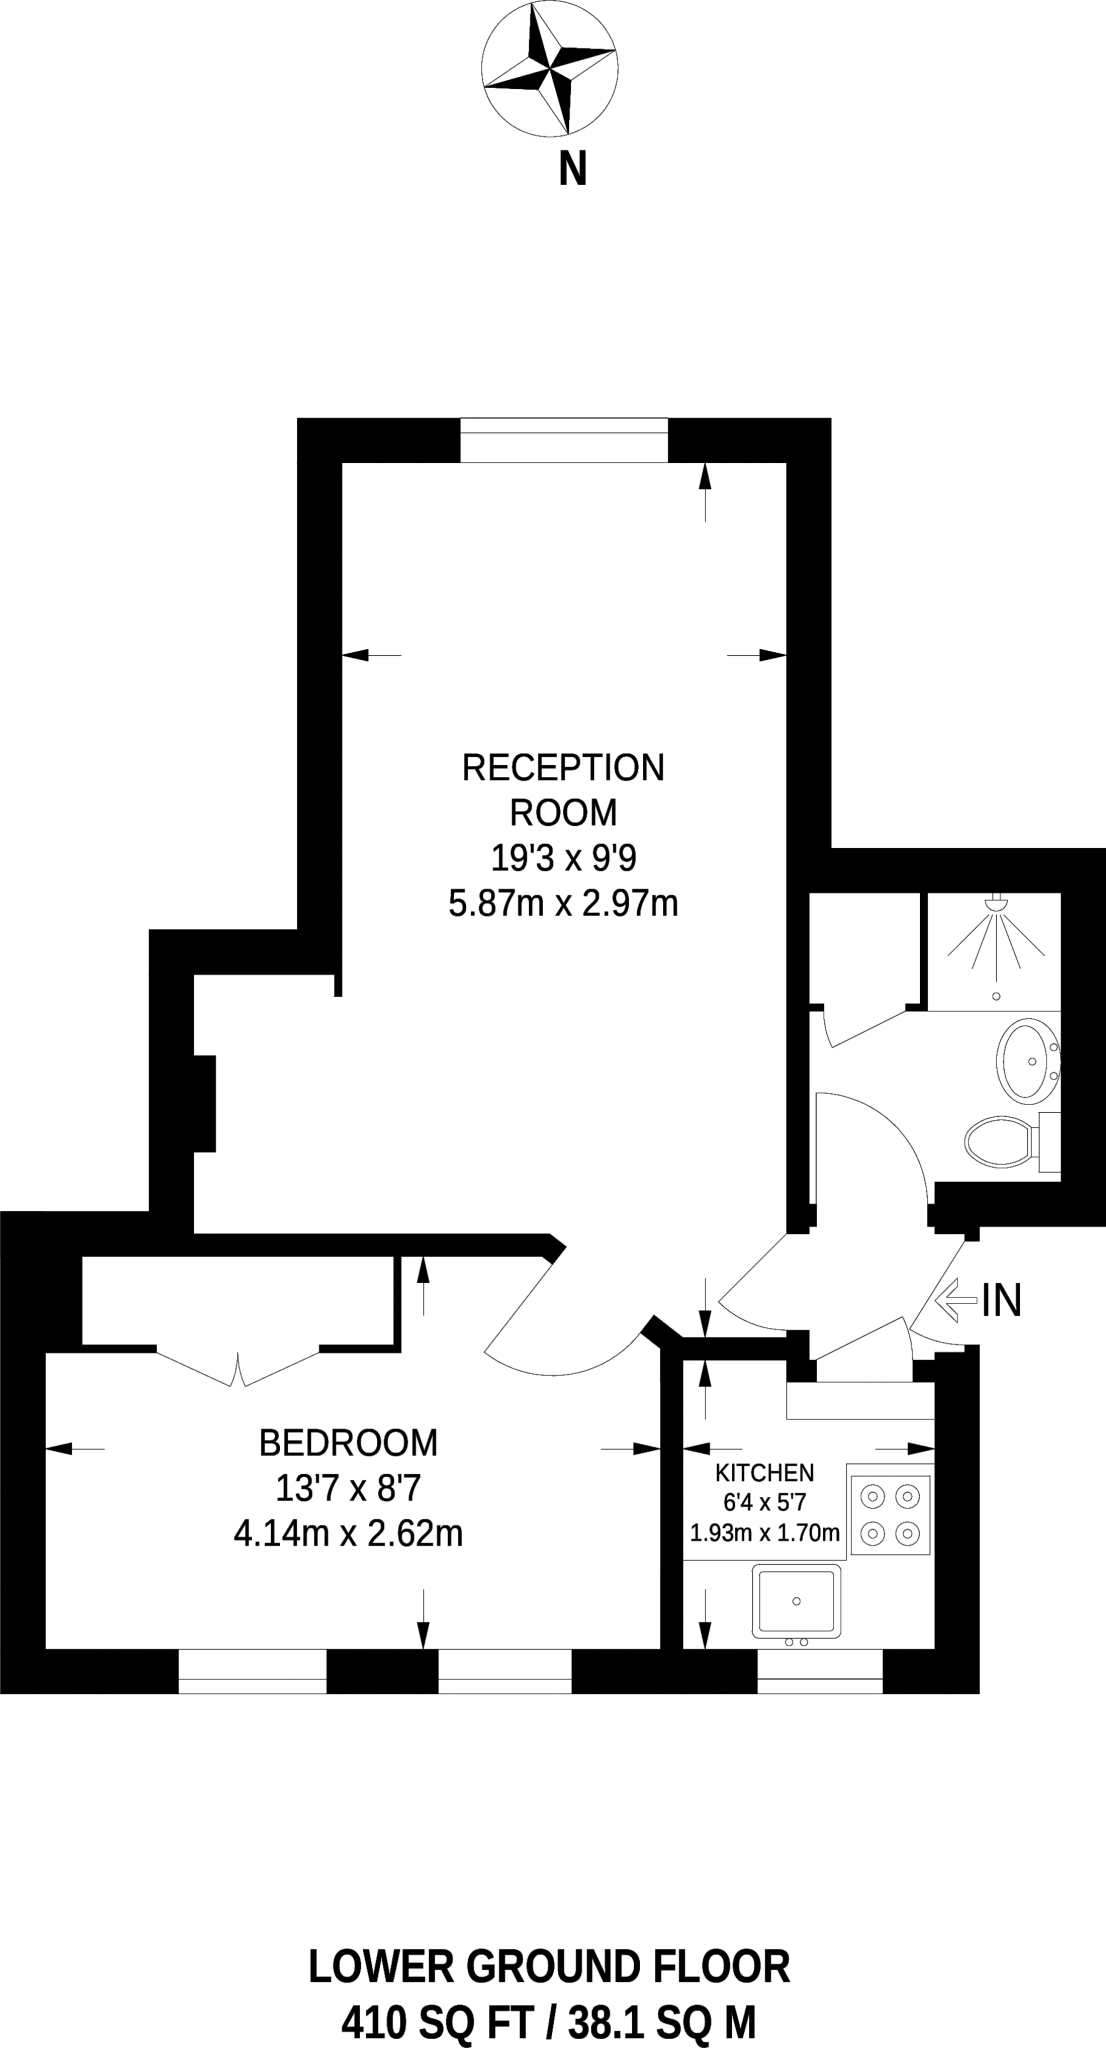 N
RECEPTION
ROOM
19'3 x 9'9
5.87m x 2.97m
IN
BEDROOM
13'7 x 8'7
4.14m x 2.62m
KITCHEN
6'4 x 5'7
1.93m x 1.70m
LOWER GROUND FLOOR
410 SQ FT / 38.1 SQ M